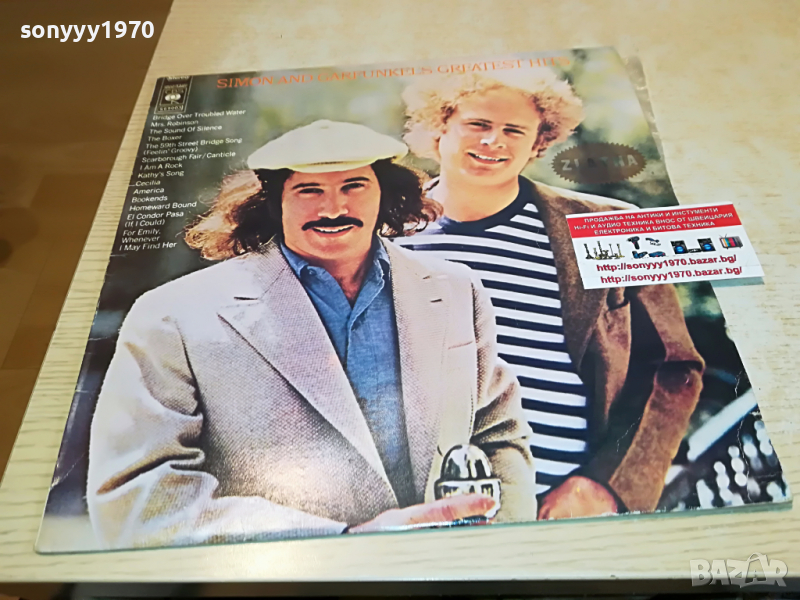 sonyyy1970
SIMON AND GARFUNKEL'S GREATEST HITS
CBS
Bridge Over Troubled Water
Mrs. Robinson
The Sound Of Silence
The Boxer
The 59th Street Bridge Song
(Feelin' Groovy)
Scarborough Fair/Canticle
I Am A Rock
Kathy's Song
Cecilia
America
Bookends
Homeward Bound
El Condor Pasa
(If I Could)
For Emily,
Whenever
I May Find Her
ПРОДАЖБА НА АНТИКИ И ИНСТУМЕНТИ
Hi-Fi И АУДИО ТЕХНИКА ВНОС ОТ ШВЕЙЦАРИЯ
ЕЛЕКТРОНИКА И БИТОВА ТЕХНИКА
http://sonyyy1970.bazar.bg/
http://sonyyy1970.bazar.bg/
sonyyy1970
BAZAR